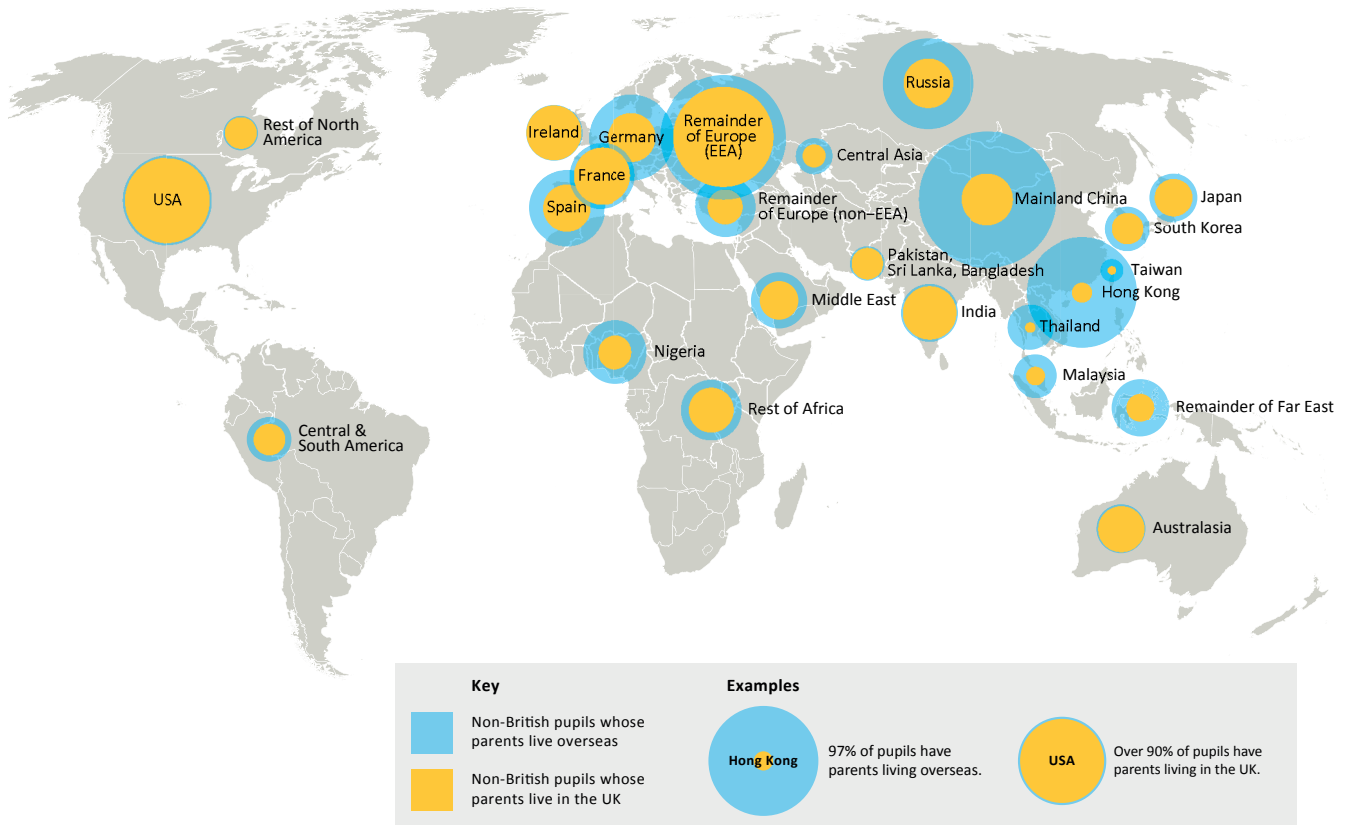 Rest of North
America
USA
Central &
South America
Ireland
Germany
France
Spain
Remainder
of Europe
(EEA)
Remainder
of Europe (non–EEA)
Russia
Central Asia
Mainland China
Japan
South Korea
Taiwan
Hong Kong
Thailand
Malaysia
Remainder of Far East
Pakistan,
Sri Lanka, Bangladesh
India
Middle East
Nigeria
Rest of Africa
Australasia
Key
Non-British pupils whose
parents live overseas
Non-British pupils whose
parents live in the UK
Examples
Hong Kong
97% of pupils have
parents living overseas.
USA
Over 90% of pupils have
parents living in the UK.